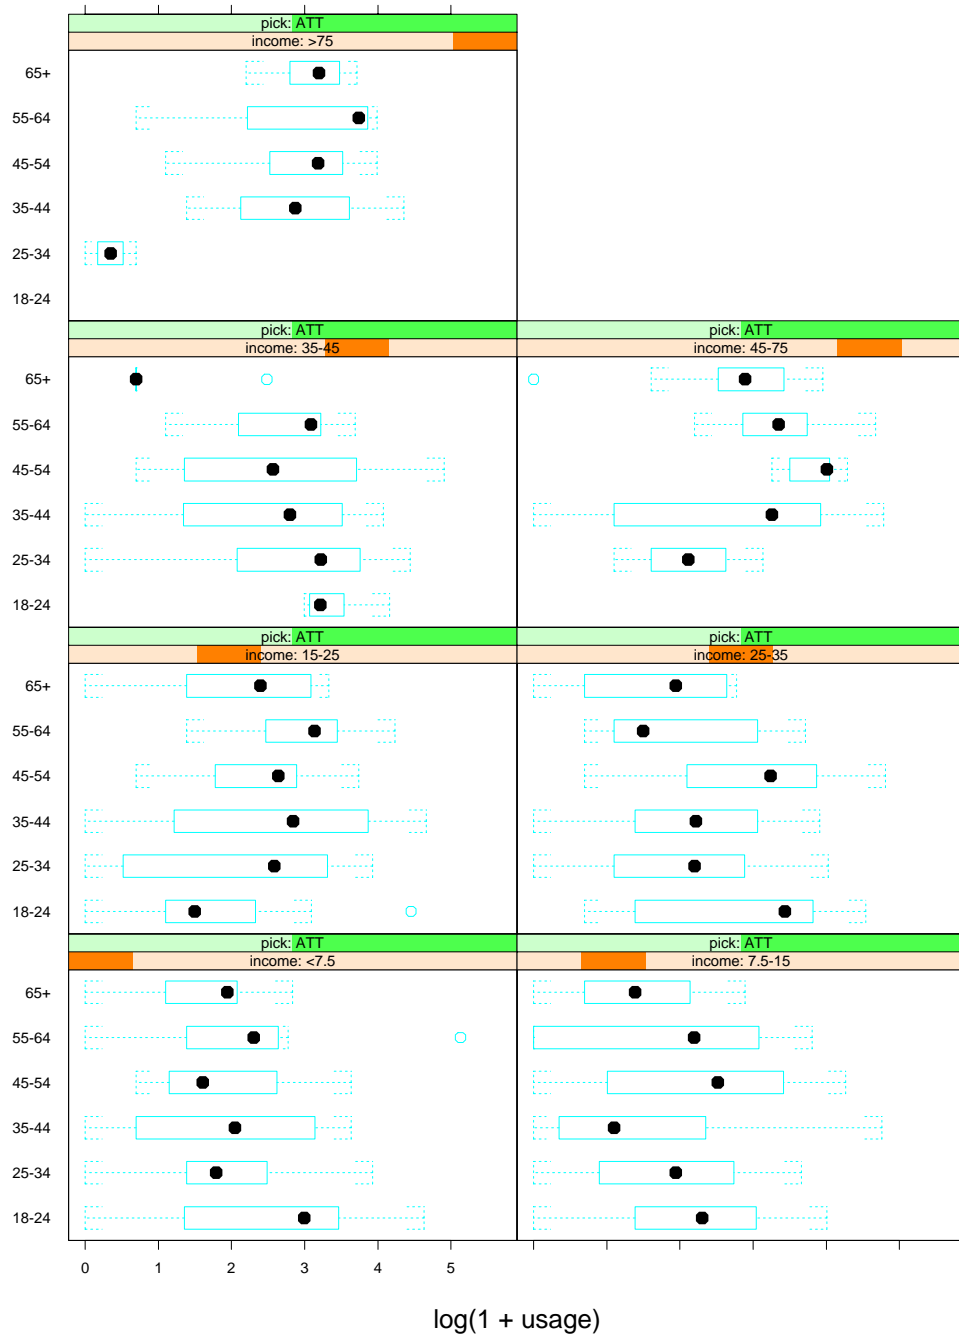 pick: ATT
income: >75
65+
55-64
45-54
35-44
25-34
18-24
pick: ATT
pick: ATT
income: 35-45
income: 45-75
65+
55-64
45-54
35-44
25-34
18-24
pick: ATT
pick: ATT
income: 15-25
income: 25-35
65+
55-64
45-54
35-44
25-34
18-24
pick: ATT
pick: ATT
income: <7.5
income: 7.5-15
65+
55-64
45-54
35-44
25-34
18-24
0 1 2 3 4 5
log(1 + usage)